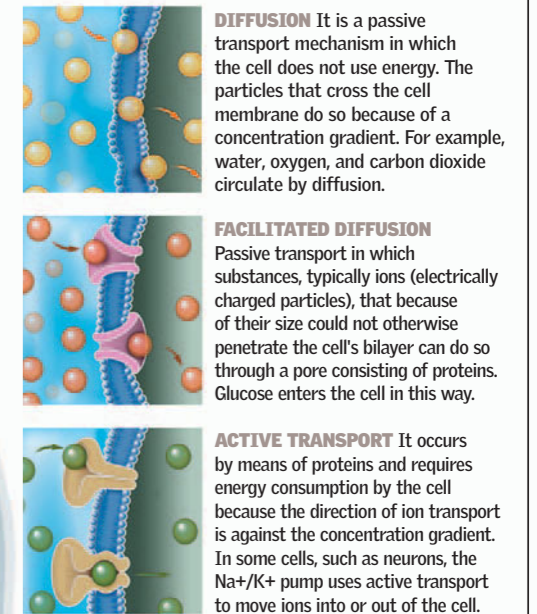 DIFFUSION It is a passive
transport mechanism in which
the cell does not use energy. The
particles that cross the cell
membrane do so because of a
concentration gradient. For example,
water, oxygen, and carbon dioxide
circulate by diffusion.
FACILITATED DIFFUSION
Passive transport in which
substances, typically ions (electrically
charged particles), that because
of their size could not otherwise
penetrate the cell's bilayer can do so
through a pore consisting of proteins.
Glucose enters the cell in this way.
ACTIVE TRANSPORT It occurs
by means of proteins and requires
energy consumption by the cell
because the direction of ion transport
is against the concentration gradient.
In some cells, such as neurons, the
Na+/K+ pump uses active transport
to move ions into or out of the cell.